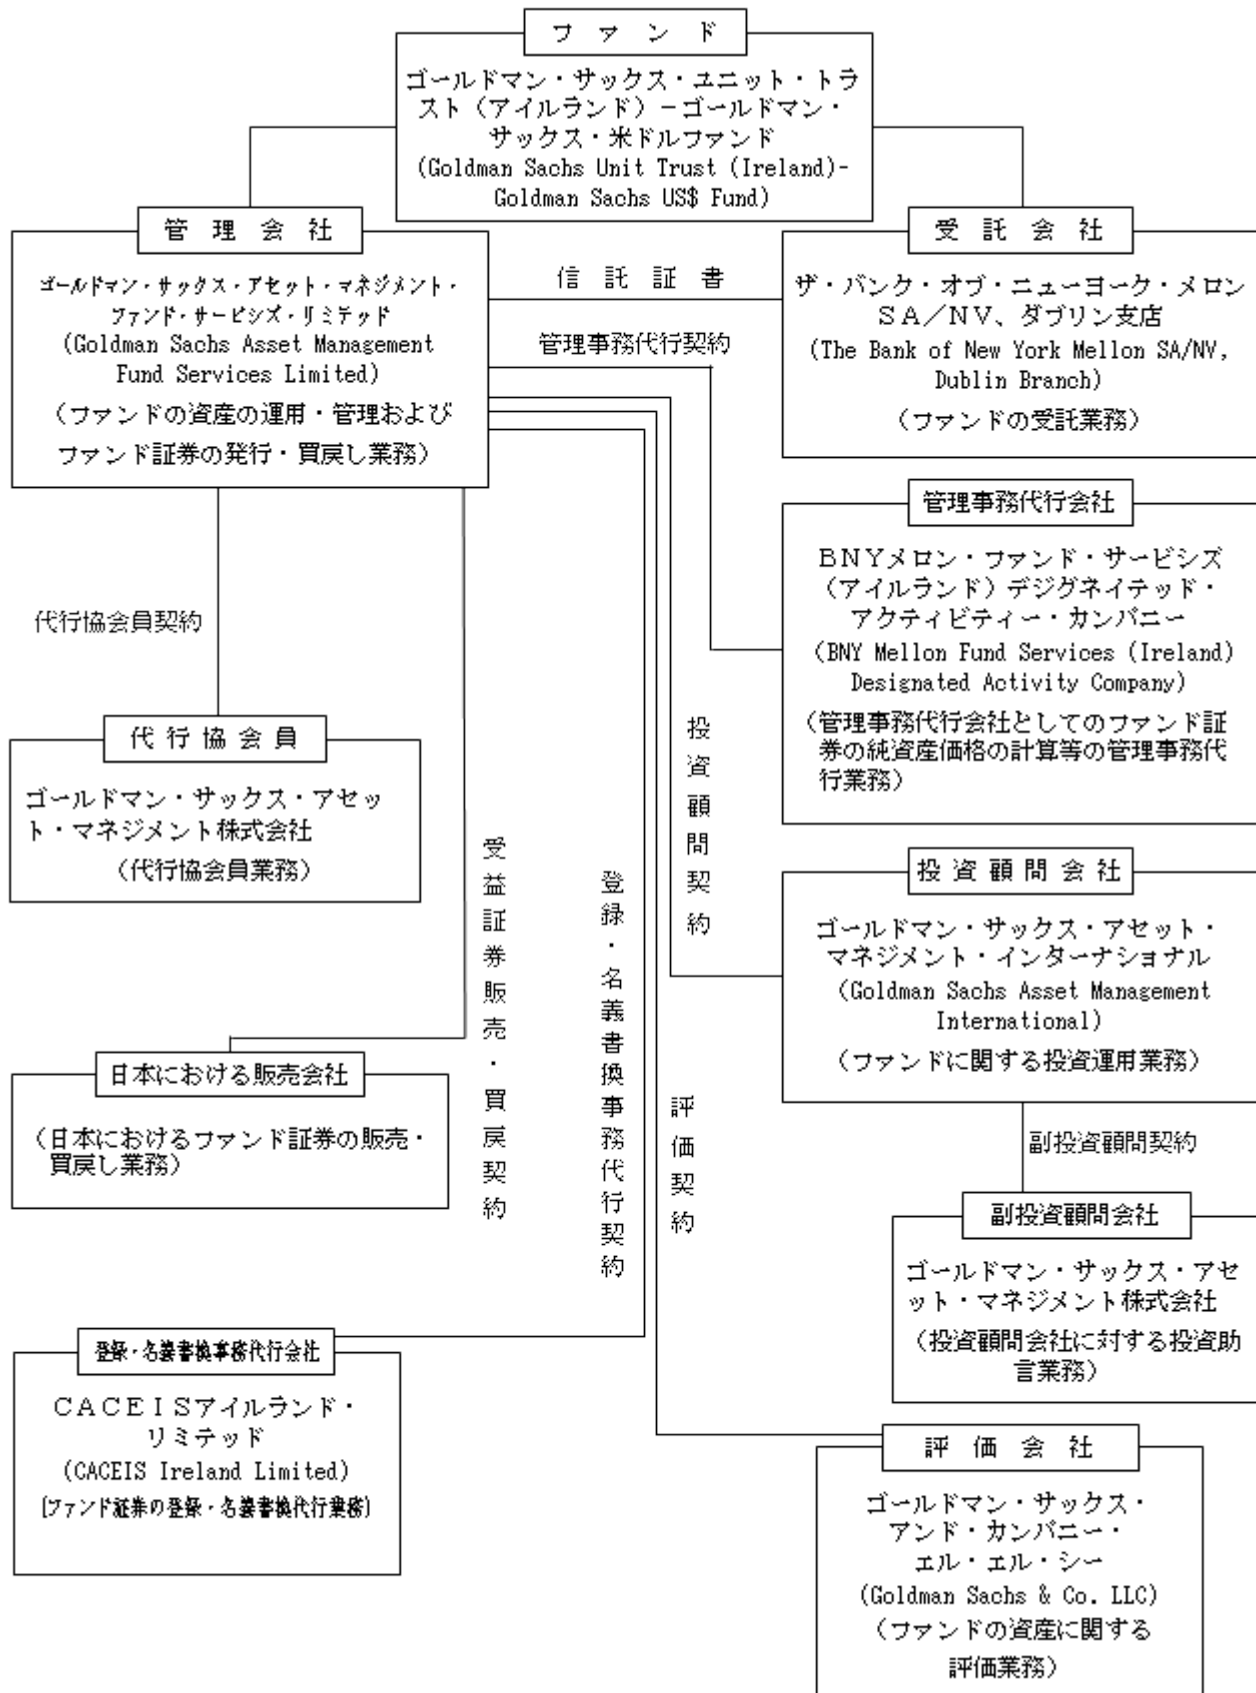 ファンド
ゴールドマン・サックス・ユニット・トラ
スト（アイルランド）－ゴールドマン・
サックス・米ドルファンド
(Goldman Sachs Unit Trust (Ireland)-
Goldman Sachs US$ Fund)
管理会社
ゴールドマン・サックス・アセット・マネジメント・
ファンド・サービシズ・リミテッド
(Goldman Sachs Asset Management
Fund Services Limited)
（ファンドの資産の運用・管理および
ファンド証券の発行・買戻し業務）
信託証書
管理事務代行契約
受託会社
ザ・バンク・オブ・ニューヨーク・メロン
ＳＡ／ＮＶ、ダブリン支店
(The Bank of New York Mellon SA/NV,
Dublin Branch)
（ファンドの受託業務）
管理事務代行会社
ＢＮＹメロン・ファンド・サービシズ
（アイルランド）デジグネイテッド・
アクティビティー・カンパニー
(BNY Mellon Fund Services (Ireland)
Designated Activity Company)
（管理事務代行会社としてのファンド証
券の純資産価格の計算等の管理事務代
行業務）
代行協会員契約
代行協会員
ゴールドマン・サックス・アセッ
ト・マネジメント株式会社
（代行協会員業務）
受益証券販売・買戻契約
登録・名義書換事務代行契約
投資顧問契約
評価契約
投資顧問会社
ゴールドマン・サックス・アセット・
マネジメント・インターナショナル
(Goldman Sachs Asset Management
International)
（ファンドに関する投資運用業務）
日本における販売会社
（日本におけるファンド証券の販売・
買戻し業務）
副投資顧問契約
副投資顧問会社
ゴールドマン・サックス・アセ
ット・マネジメント株式会社
（投資顧問会社に対する投資助
言業務）
登録・名義書換事務代行会社
ＣＡＣＥＩＳアイルランド・
リミテッド
(CACEIS Ireland Limited)
(ファンド証券の登録・名義書換代行業務)
評価会社
ゴールドマン・サックス・
アンド・カンパニー・
エル・エル・シー
(Goldman Sachs & Co. LLC)
（ファンドの資産に関する
評価業務）